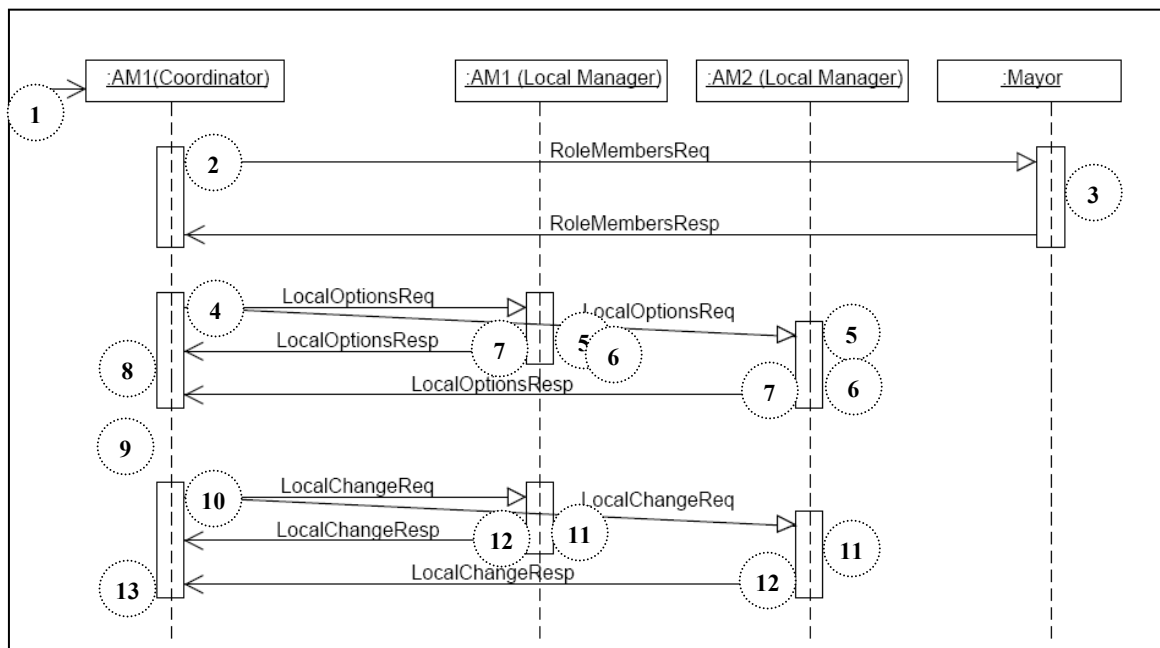 :AM1(Coordinator)
:AM1 (Local Manager)
:AM2 (Local Manager)
:Mayor
1
2
RoleMembersReq
3
RoleMembersResp
4
LocalOptionsReq
LocalOptionsReq
5
5
LocalOptionsResp
7
6
8
LocalOptionsResp
7
6
9
10
LocalChangeReq
LocalChangeReq
LocalChangeResp
12
11
11
LocalChangeResp
13
12